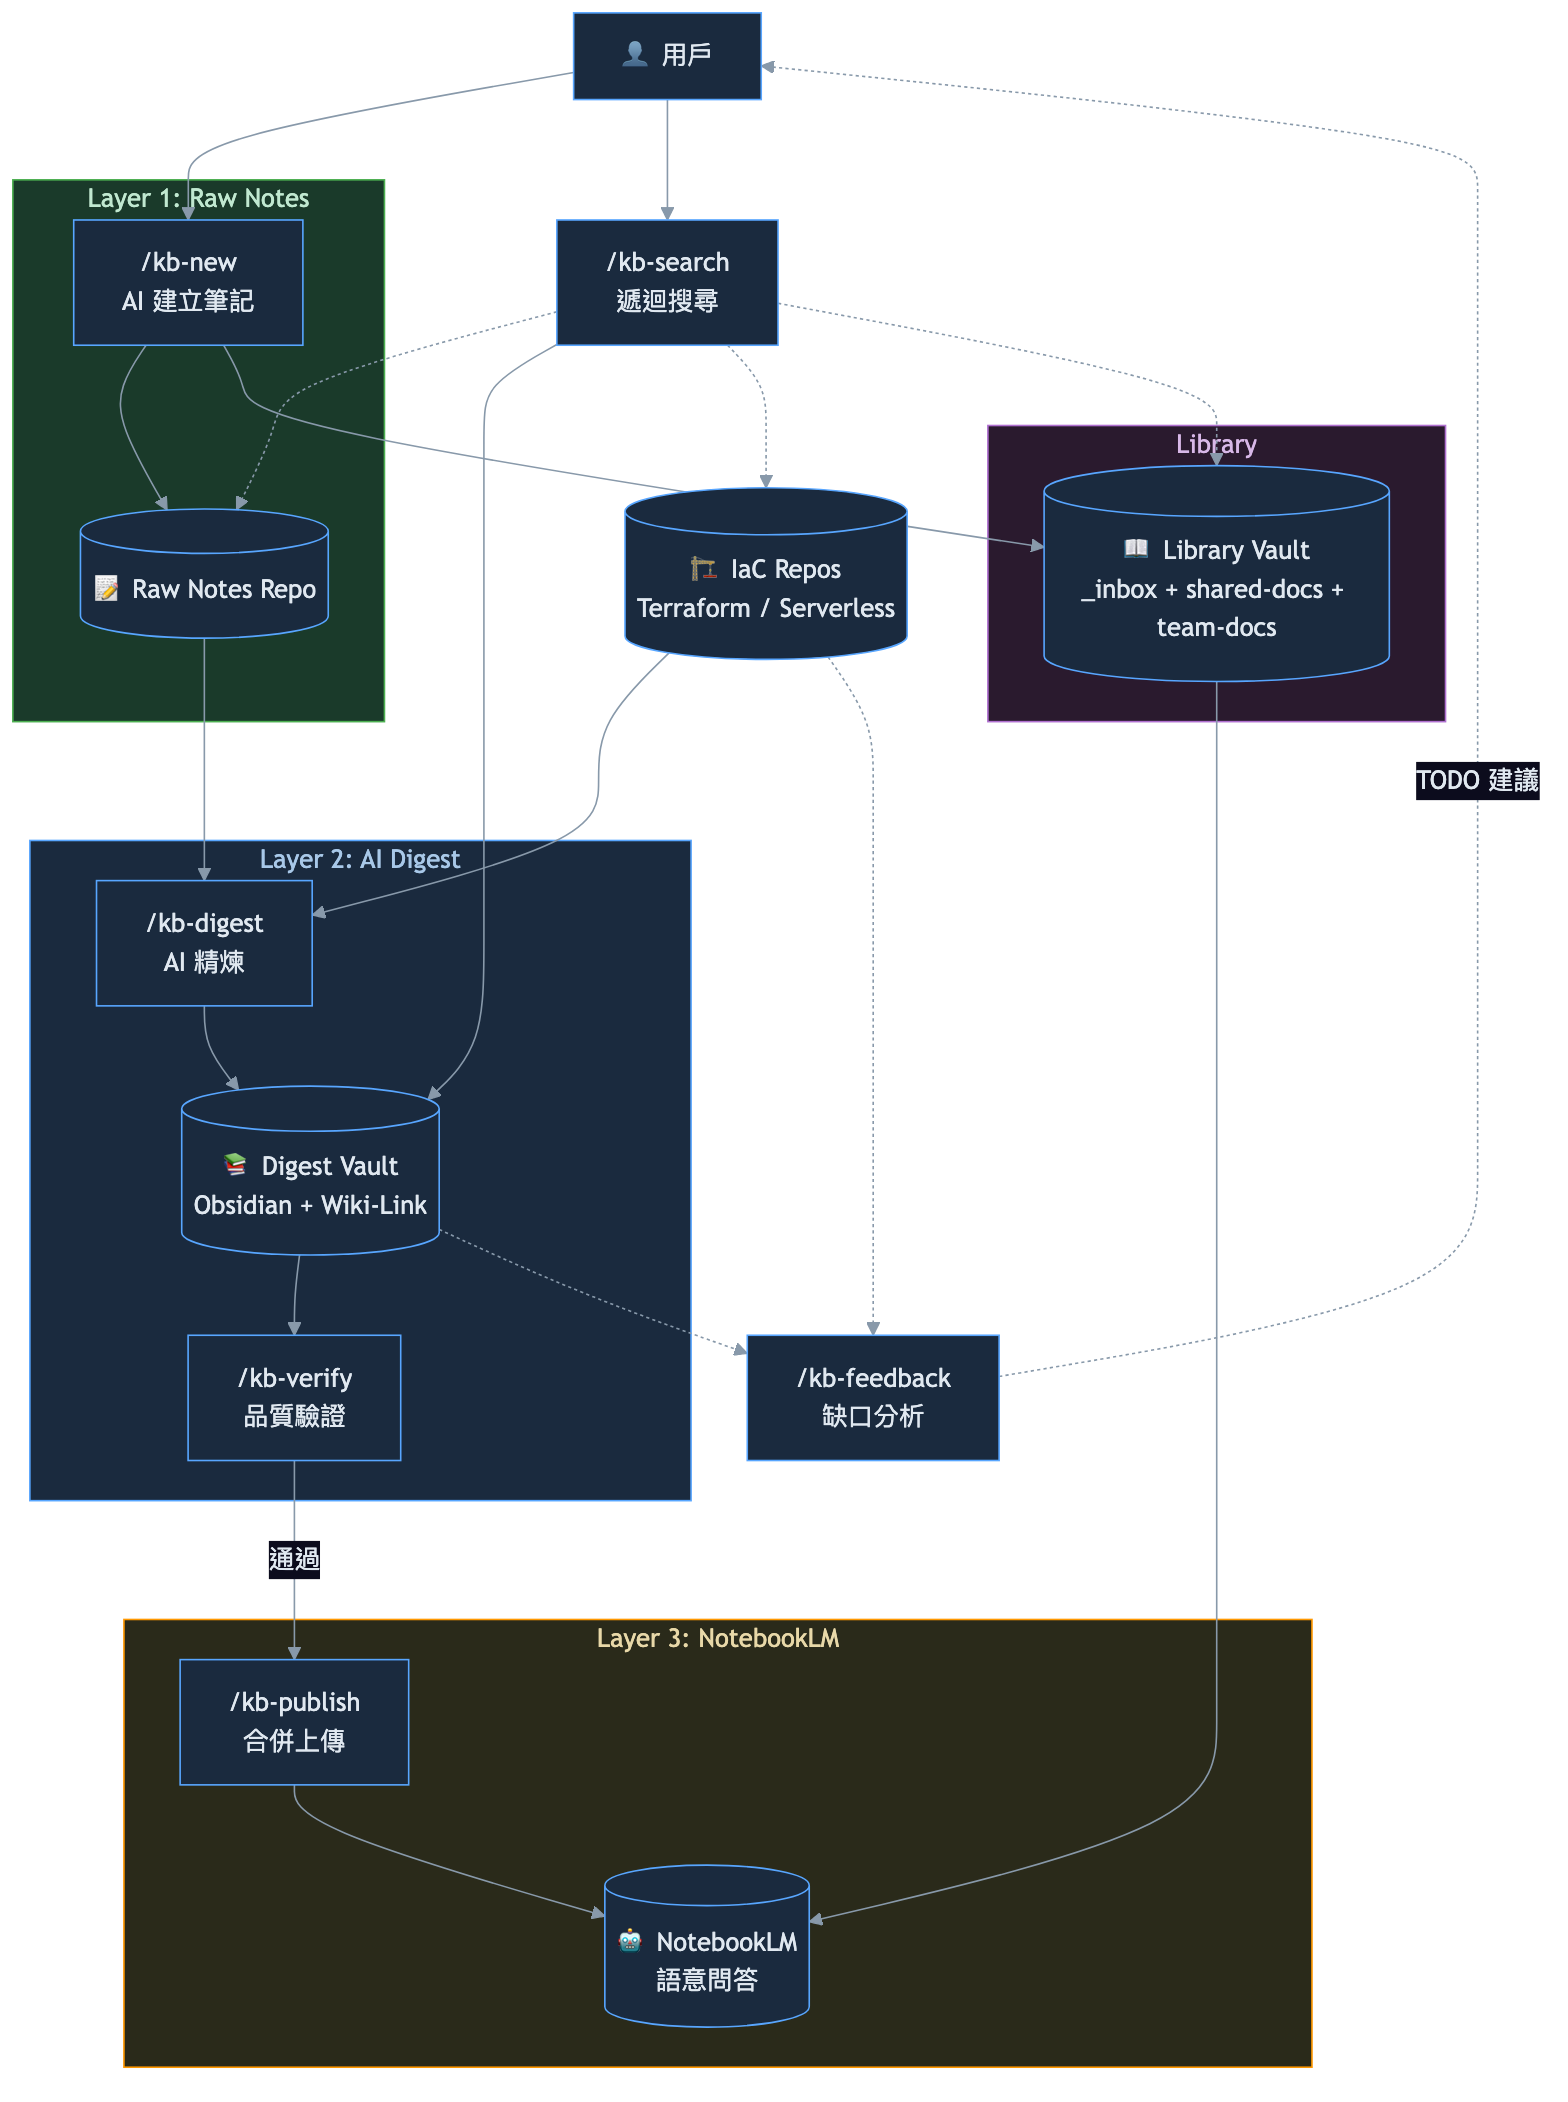 👤 用戶
Layer 1: Raw Notes
/kb-new
AI 建立筆記
/kb-search
遞迴搜尋
Library
📝 Raw Notes Repo
🏗️ IaC Repos
Terraform / Serverless
📖 Library Vault
_inbox + shared-docs +
team-docs
TODO 建議
Layer 2: AI Digest
/kb-digest
AI 精煉
📚 Digest Vault
Obsidian + Wiki-Link
/kb-verify
品質驗證
/kb-feedback
缺口分析
通過
Layer 3: NotebookLM
/kb-publish
合併上傳
🤖 NotebookLM
語意問答